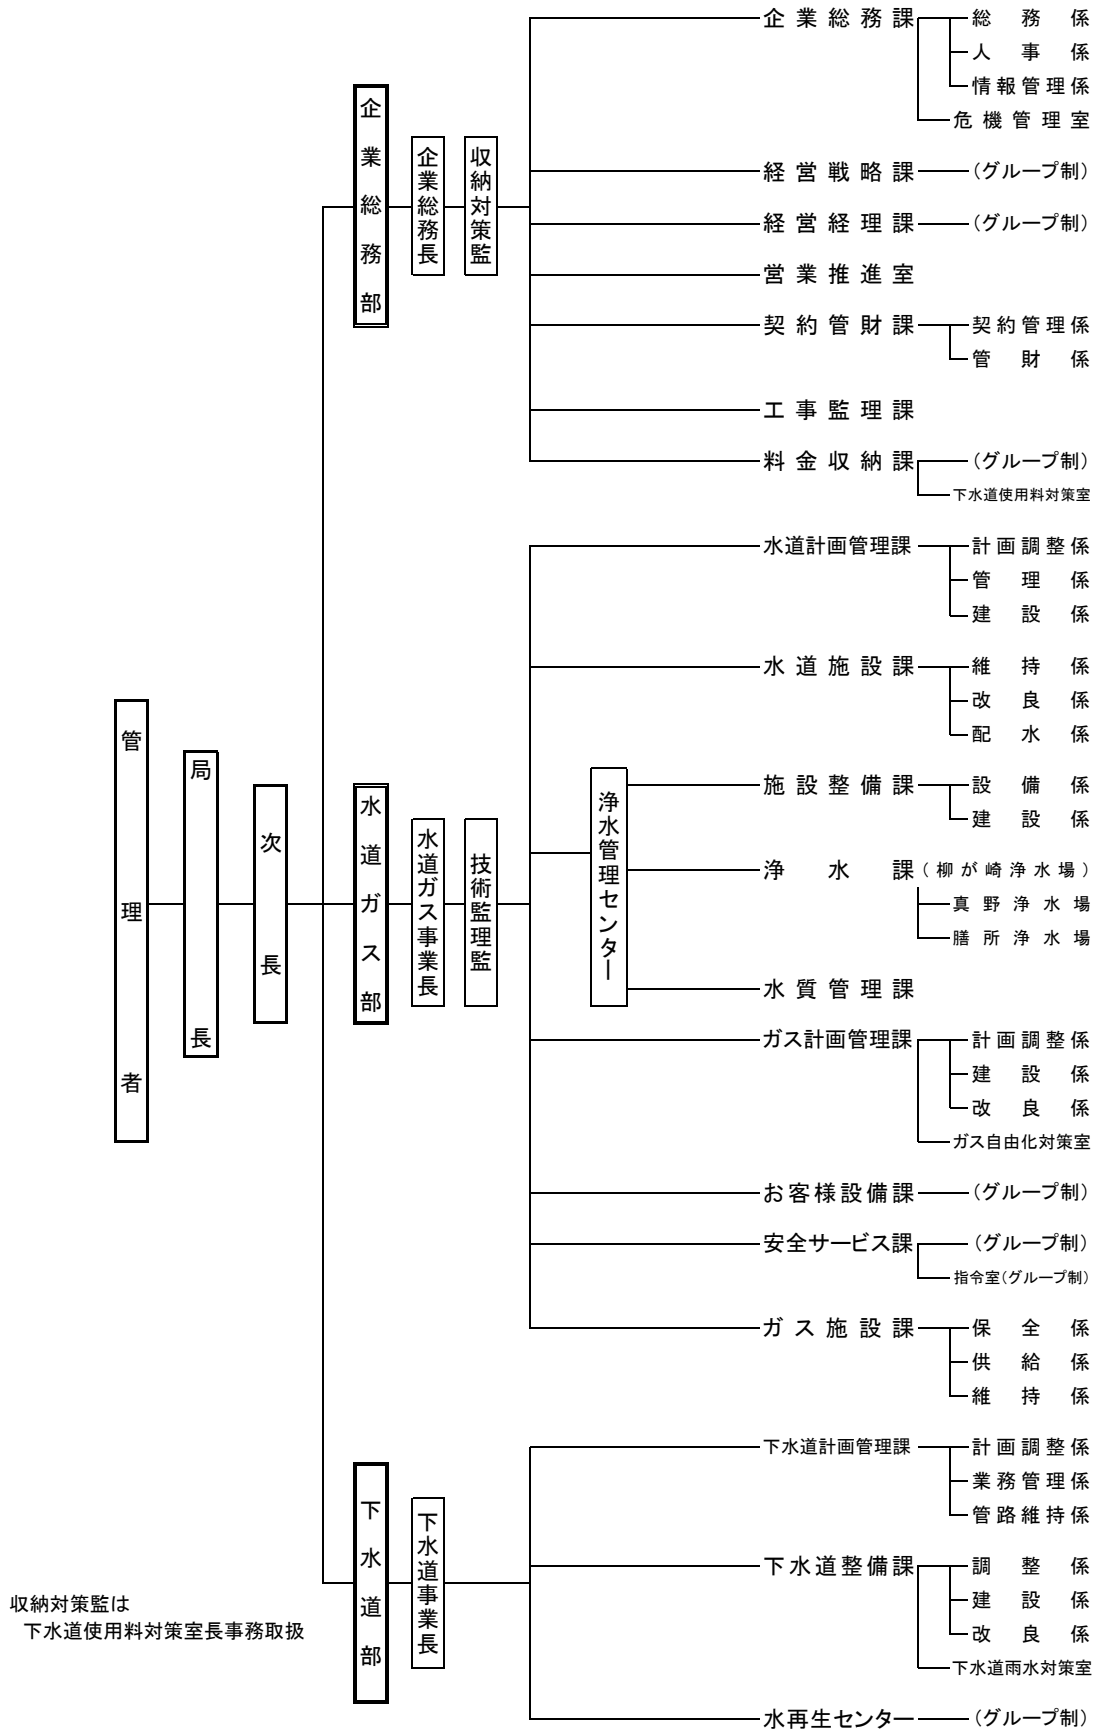 管理者
局長
次長
企業総務部
企業総務長
収納対策監
企業総務課
総務係
人事係
情報管理係
危機管理室
経営戦略課
(グループ制)
経営経理課
(グループ制)
営業推進室
契約管財課
契約管理係
管財係
工事監理課
料金収納課
(グループ制)
下水道使用料対策室
水道ガス部
水道ガス事業長
技術監理監
水道計画管理課
計画調整係
管理係
建設係
水道施設課
維持係
改良係
配水係
浄水管理センター
施設整備課
設備係
建設係
浄水課
(柳が崎浄水場)
真野浄水場
膳所浄水場
水質管理課
ガス計画管理課
計画調整係
建設係
改良係
ガス自由化対策室
お客様設備課
(グループ制)
安全サービス課
(グループ制)
指令室(グループ制)
ガス施設課
保全係
供給係
維持係
下水道部
下水道事業長
下水道計画管理課
計画調整係
業務管理係
管路維持係
下水道整備課
調整係
建設係
改良係
下水道雨水対策室
水再生センター
(グループ制)
収納対策監は
下水道使用料対策室長事務取扱